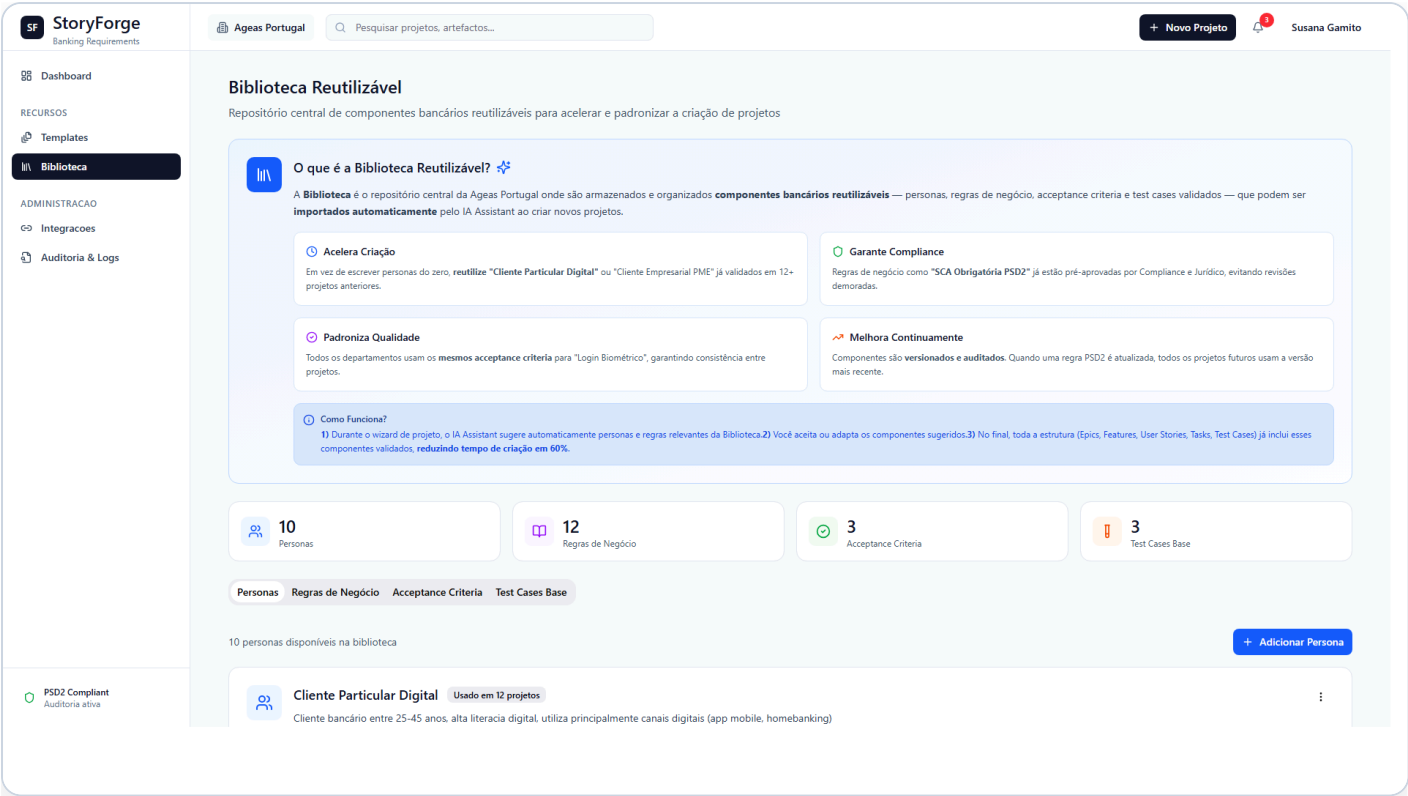 SF
StoryForge
Banking Requirements
Ageas Portugal
Pesquisar projetos, artefactos...
+ Novo Projeto
3
Susana Gamito
Dashboard
RECURSOS
Templates
Biblioteca
ADMINISTRACAO
Integracoes
Auditoria & Logs
PSD2 Compliant
Auditoria ativa
Biblioteca Reutilizável
Repositório central de componentes bancários reutilizáveis para acelerar e padronizar a criação de projetos
O que é a Biblioteca Reutilizável?
A Biblioteca é o repositório central da Ageas Portugal onde são armazenados e organizados componentes bancários reutilizáveis — personas, regras de negócio, acceptance criteria e test cases validados — que podem ser
importados automaticamente pelo IA Assistant ao criar novos projetos.
Acelera Criação
Em vez de escrever personas do zero, reutilize "Cliente Particular Digital" ou "Cliente Empresarial PME" já validados em 12+
projetos anteriores.
Garante Compliance
Regras de negócio como "SCA Obrigatória PSD2" já estão pré-aprovadas por Compliance e Jurídico, evitando revisões
demoradas.
Padroniza Qualidade
Todos os departamentos usam os mesmos acceptance criteria para "Login Biométrico", garantindo consistência entre
projetos.
Melhora Continuamente
Componentes são versionados e auditados. Quando uma regra PSD2 é atualizada, todos os projetos futuros usam a versão
mais recente.
Como Funciona?
1) Durante o wizard de projeto, o IA Assistant sugere automaticamente personas e regras relevantes da Biblioteca.2) Você aceita ou adapta os componentes sugeridos.3) No final, toda a estrutura (Epics, Features, User Stories, Tasks, Test Cases) já inclui esses
componentes validados, reduzindo tempo de criação em 60%.
10
Personas
12
Regras de Negócio
3
Acceptance Criteria
3
Test Cases Base
Personas
Regras de Negócio
Acceptance Criteria
Test Cases Base
10 personas disponíveis na biblioteca
+ Adicionar Persona
Cliente Particular Digital
Usado em 12 projetos
Cliente bancário entre 25-45 anos, alta literacia digital, utiliza principalmente canais digitais (app mobile, homebanking)